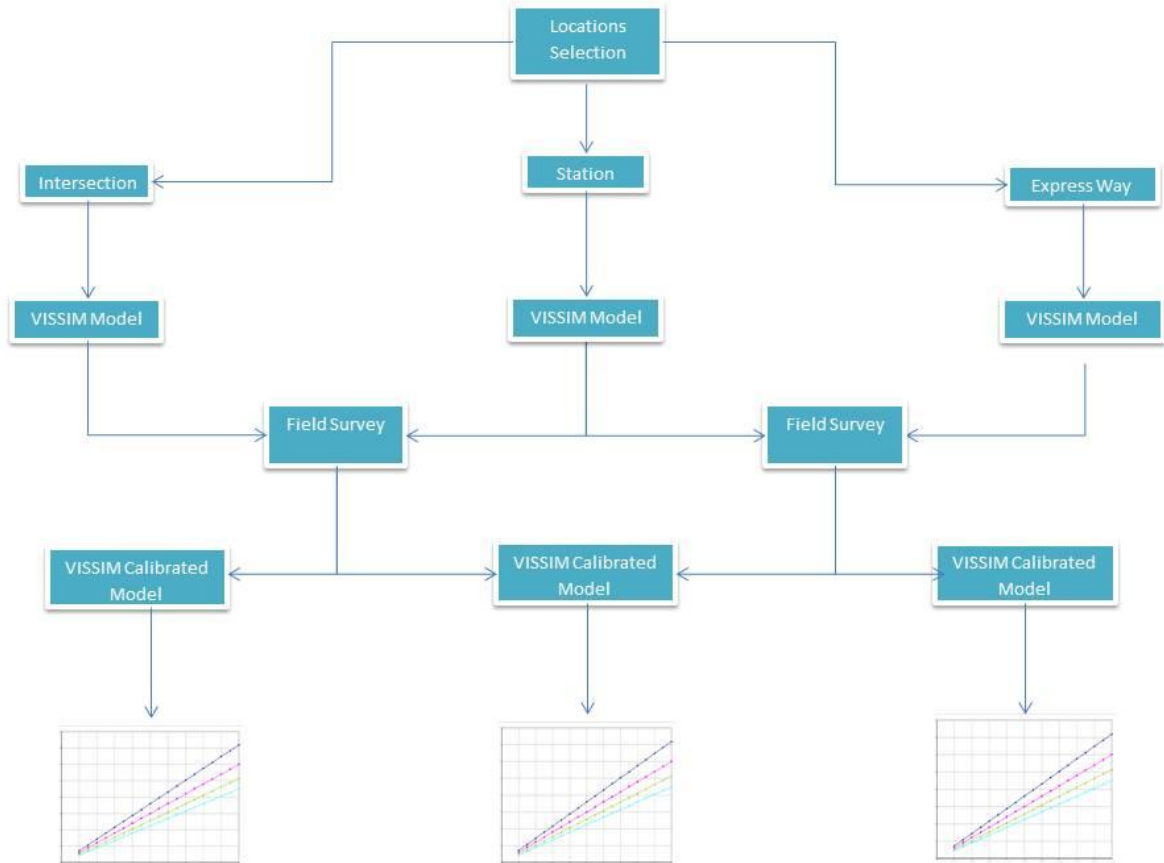 Locations
Selection
Intersection
Station
Express Way
VISSIM Model
VISSIM Model
VISSIM Model
Field Survey
Field Survey
VISSIM Calibrated
Model
VISSIM Calibrated
Model
VISSIM Calibrated
Model